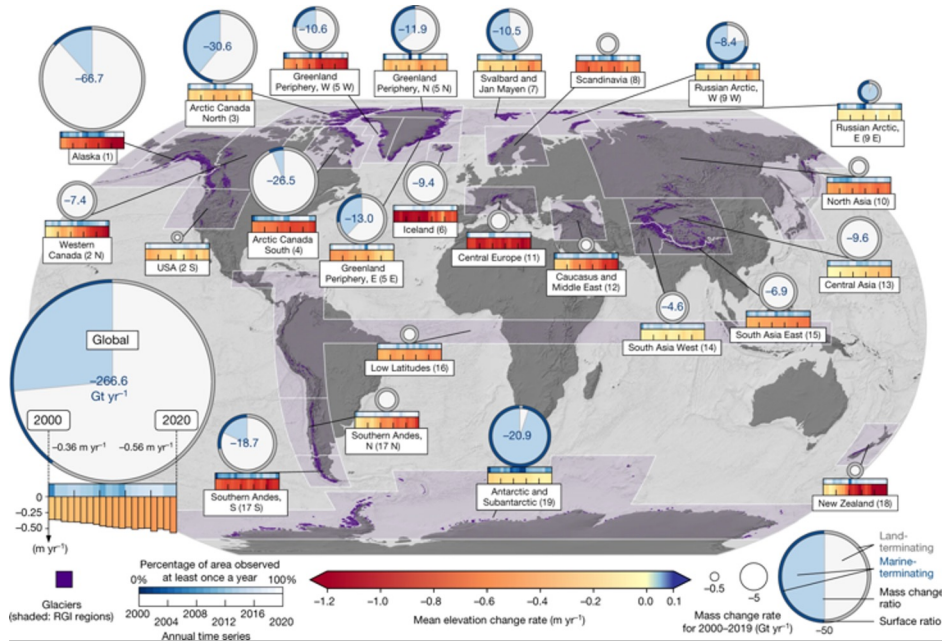 −66.7
Alaska (1)
−30.6
Arctic Canada
North (3)
−10.6
Greenland
Periphery, W (5 W)
−11.9
Greenland
Periphery, N (5 N)
−10.5
Svalbard and
Jan Mayen (7)
Scandinavia (8)
−8.4
Russian Arctic,
W (9 W)
Russian Arctic,
E (9 E)
−7.4
Western
Canada (2 N)
USA (2 S)
−26.5
Arctic Canada
South (4)
−13.0
Greenland
Periphery, E (5 E)
−9.4
Iceland (6)
Central Europe (11)
Caucasus and
Middle East (12)
North Asia (10)
−9.6
Central Asia (13)
−4.6
South Asia West (14)
−6.9
South Asia East (15)
Global
−266.6
Gt yr−1
2000
2020
−0.36 m yr−1
−0.56 m yr−1
0
−0.25
−0.50
(m yr−1)
Low Latitudes (16)
Southern Andes,
N (17 N)
−18.7
Southern Andes,
S (17 S)
−20.9
Antarctic and
Subantarctic (19)
New Zealand (18)
Glaciers
(shaded: RGI regions)
Percentage of area observed
at least once a year
0%
100%
2000
2004
2008
2012
2016
2020
Annual time series
−1.2
−1.0
−0.8
−0.6
−0.4
−0.2
0.0
0.1
Mean elevation change rate (m yr−1)
−0.5
−5
−50
Mass change rate
for 2000–2019 (Gt yr−1)
Land-
terminating
Marine-
terminating
Mass change
ratio
Surface ratio